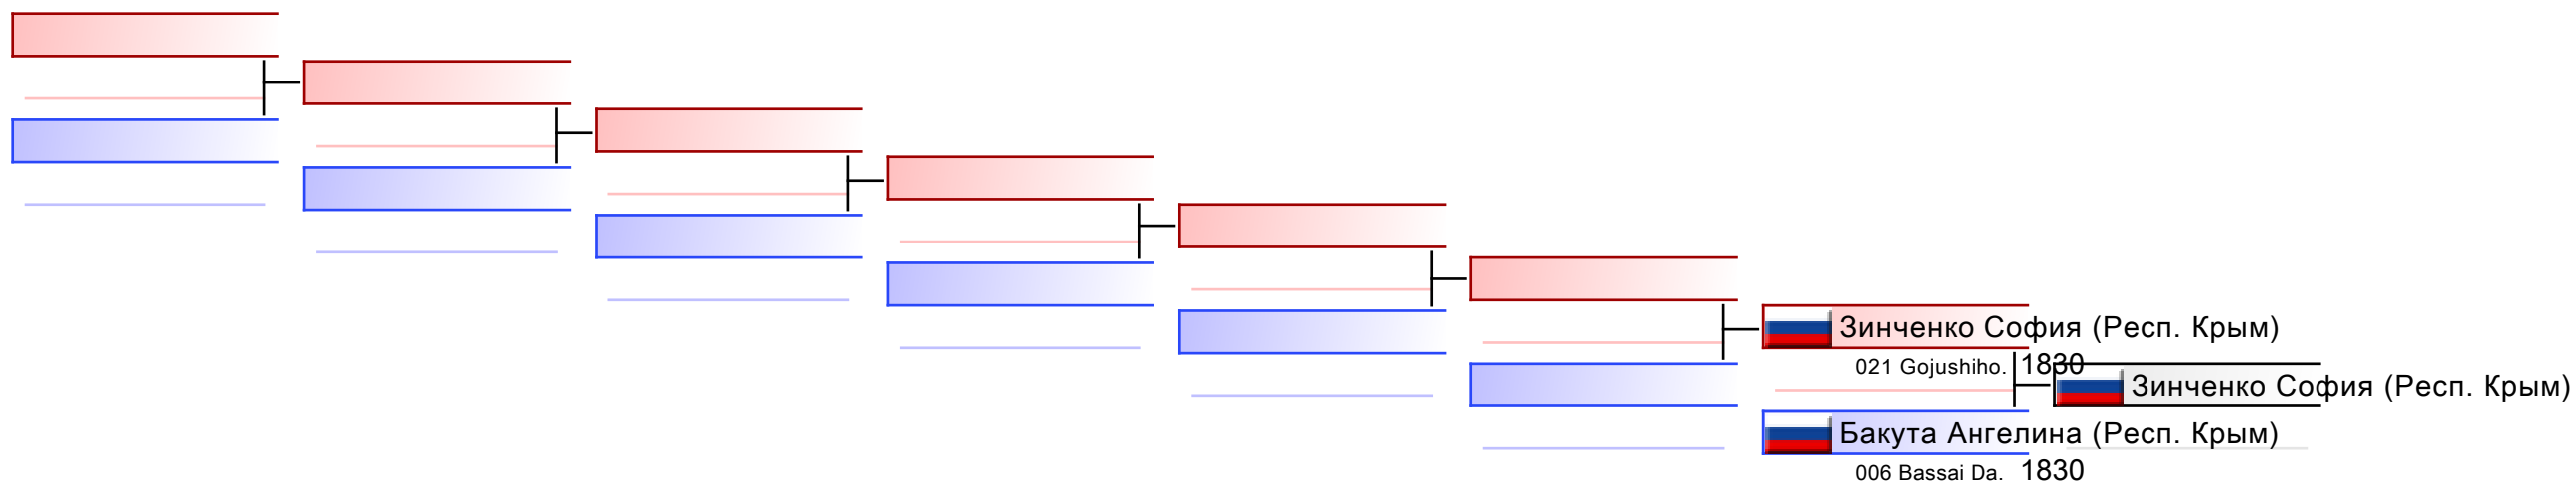 Зинченко София (Респ. Крым)
021 Gojushiho. 1830
Зинченко София (Респ. Крым)
Бакута Ангелина (Респ. Крым)
006 Bassai Da. 1830